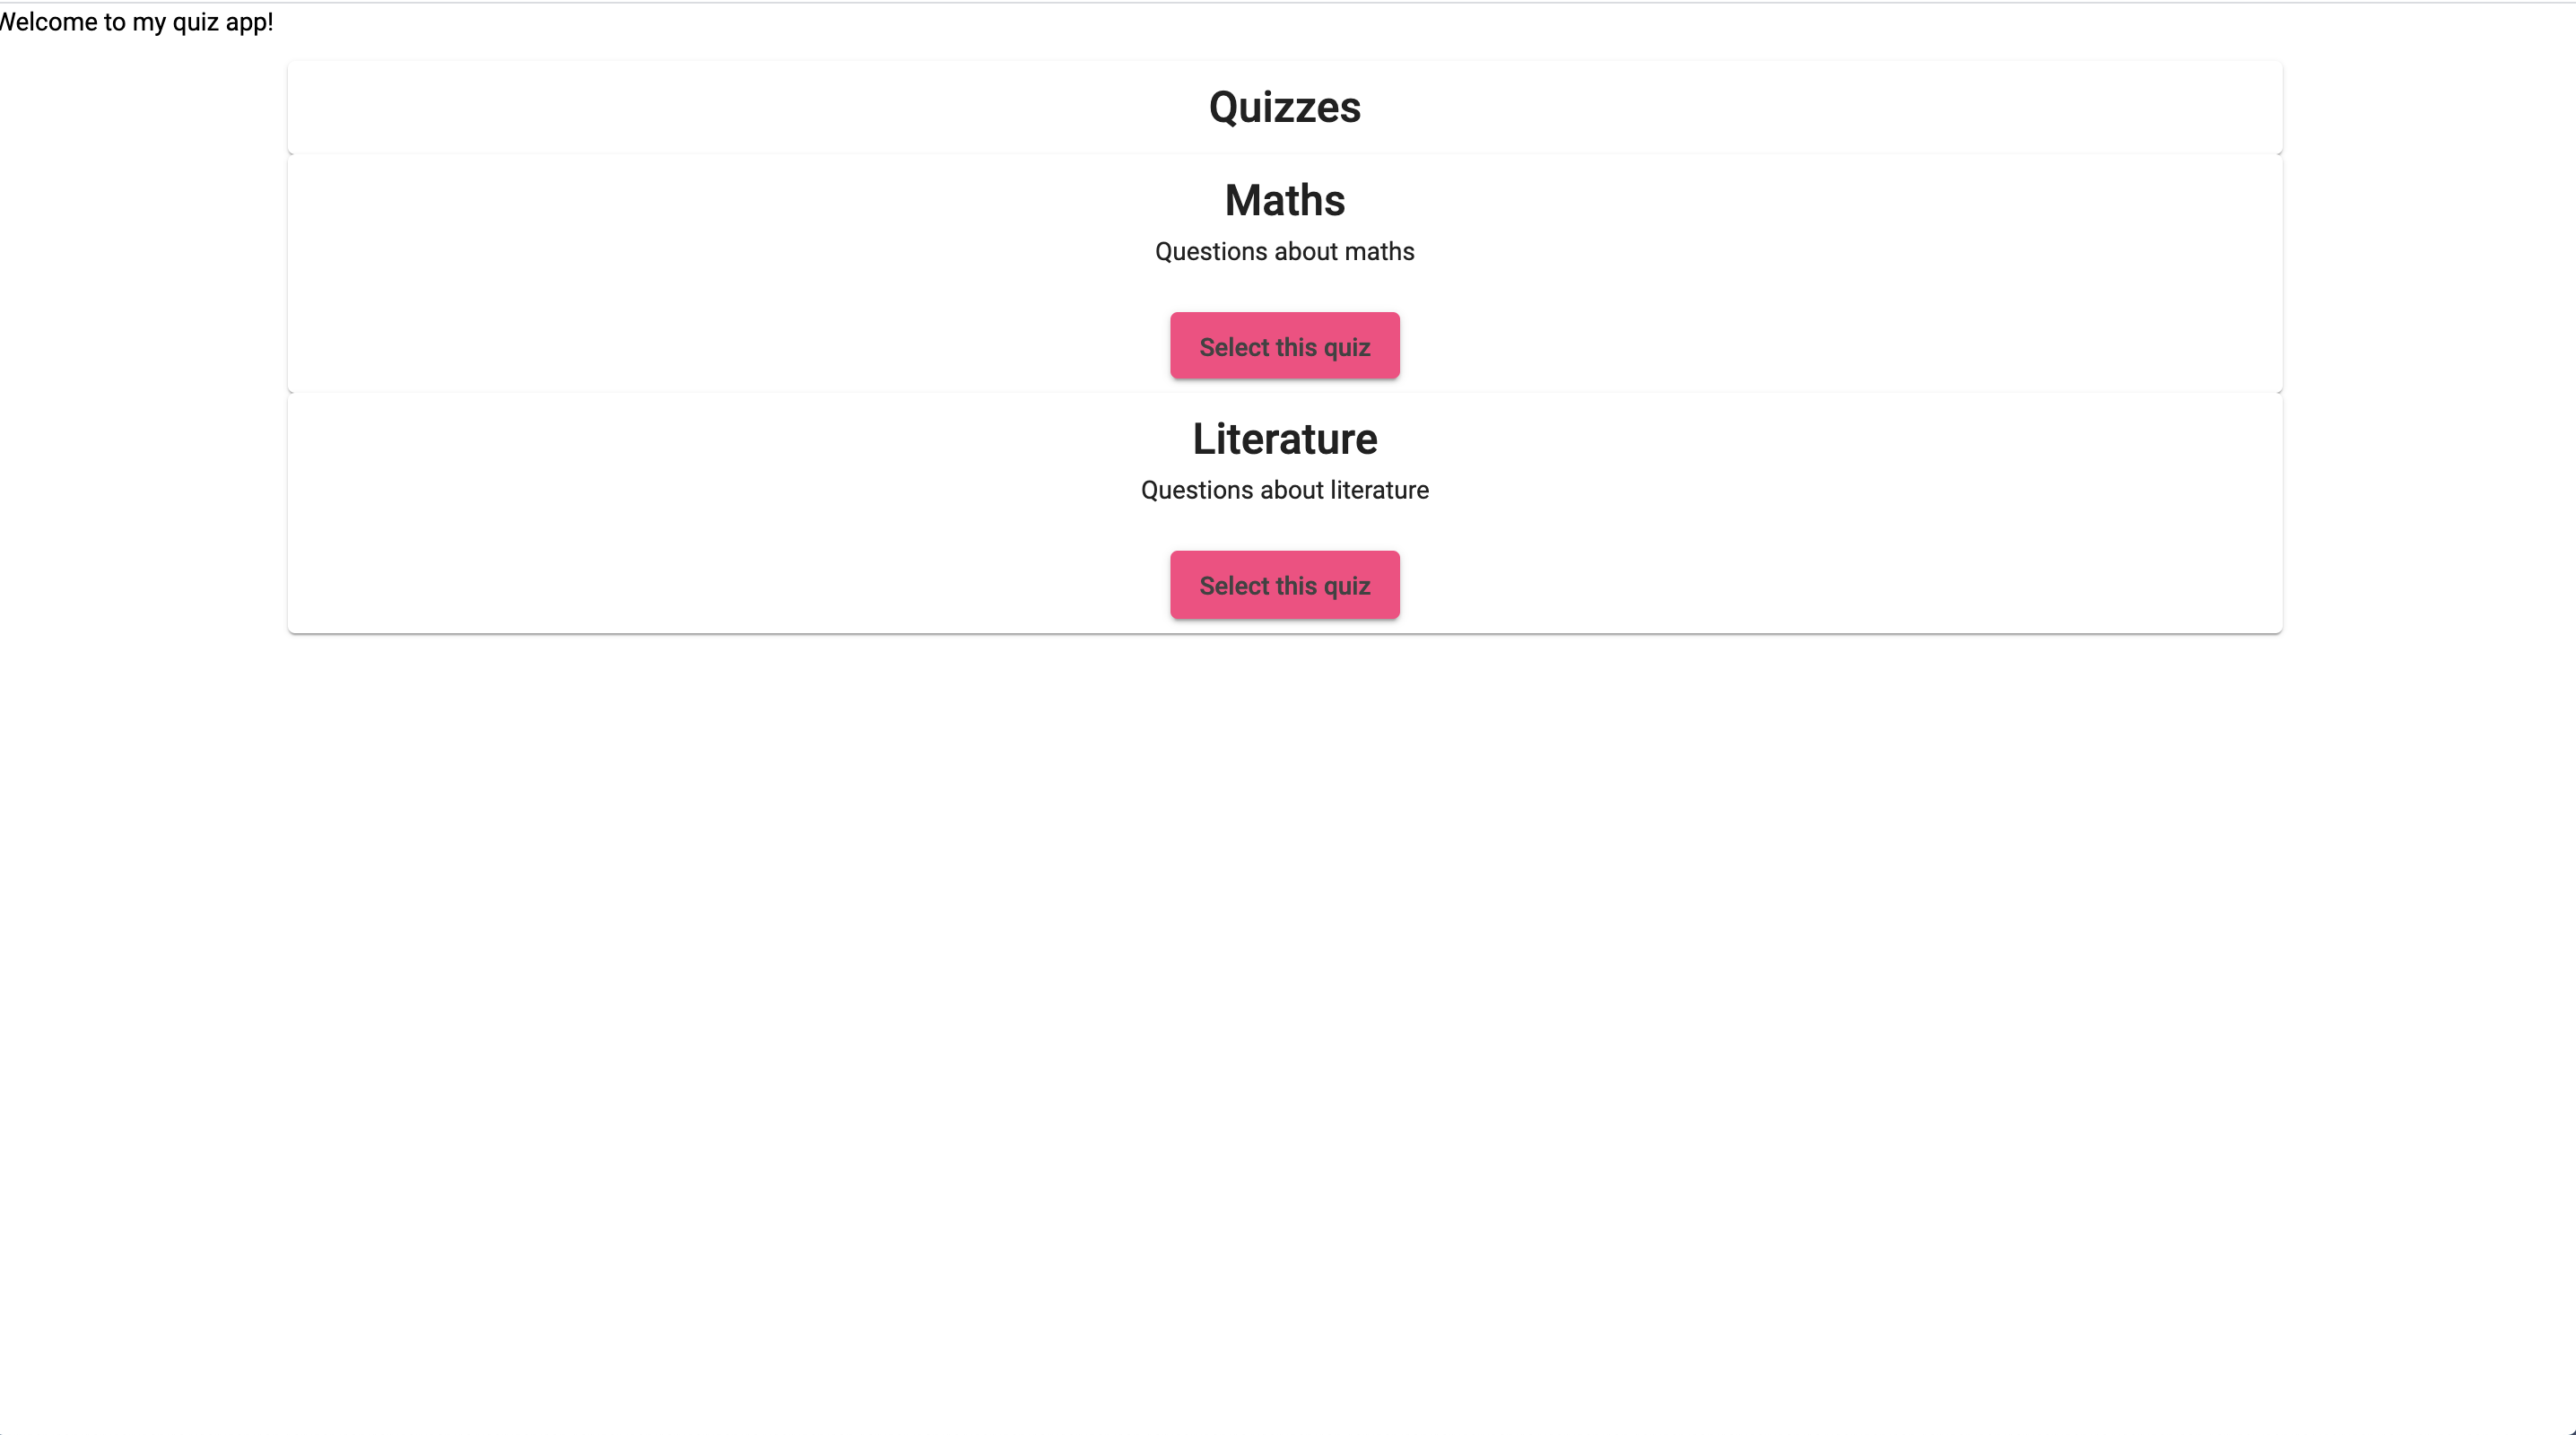 Welcome to my quiz app!
Quizzes
Maths
Questions about maths
Select this quiz
Literature
Questions about literature
Select this quiz